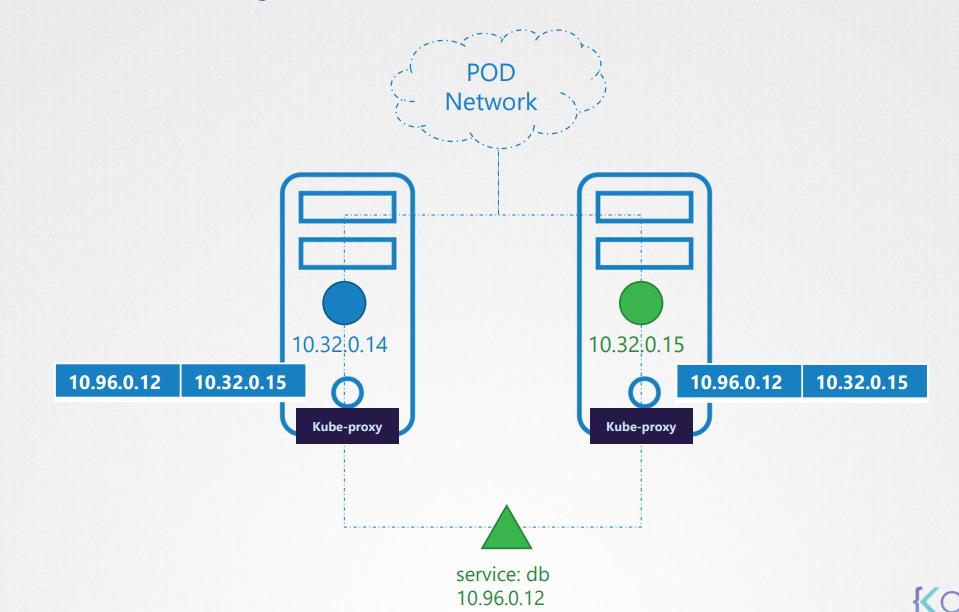 POD
Network
10.32.0.14
10.32.0.15
10.96.0.12 10.32.0.15
10.96.0.12 10.32.0.15
Kube-proxy
Kube-proxy
service: db
10.96.0.12